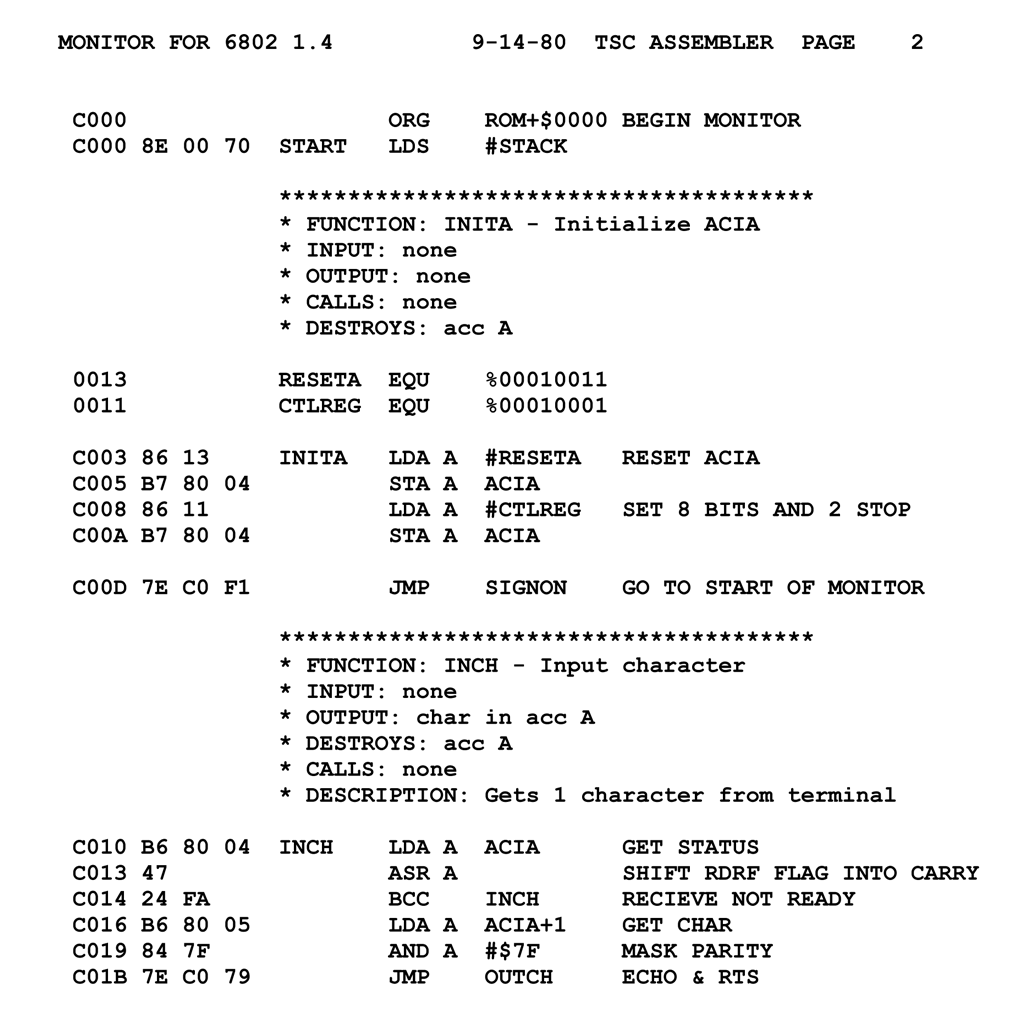 MONITOR FOR 6802 1.4          9-14-80  TSC ASSEMBLER  PAGE    2
C000                   ORG    ROM+$0000 BEGIN MONITOR
C000 8E 00 70  START   LDS    #STACK
***************************************
* FUNCTION: INITA - Initialize ACIA
* INPUT: none
* OUTPUT: none
* CALLS: none
* DESTROYS: acc A
0013           RESETA  EQU    %00010011
0011           CTLREG  EQU    %00010001
C003 86 13     INITA   LDA A  #RESETA   RESET ACIA
C005 B7 80 04          STA A  ACIA
C008 86 11             LDA A  #CTLREG   SET 8 BITS AND 2 STOP
C00A B7 80 04          STA A  ACIA
C00D 7E C0 F1          JMP    SIGNON    GO TO START OF MONITOR
***************************************
* FUNCTION: INCH - Input character
* INPUT: none
* OUTPUT: char in acc A
* DESTROYS: acc A
* CALLS: none
* DESCRIPTION: Gets 1 character from terminal
C010 B6 80 04  INCH    LDA A  ACIA      GET STATUS
C013 47                ASR A            SHIFT RDRF FLAG INTO CARRY
C014 24 FA             BCC    INCH      RECIEVE NOT READY
C016 B6 80 05          LDA A  ACIA+1    GET CHAR
C019 84 7F             AND A  #$7F      MASK PARITY
C01B 7E C0 79          JMP    OUTCH     ECHO & RTS